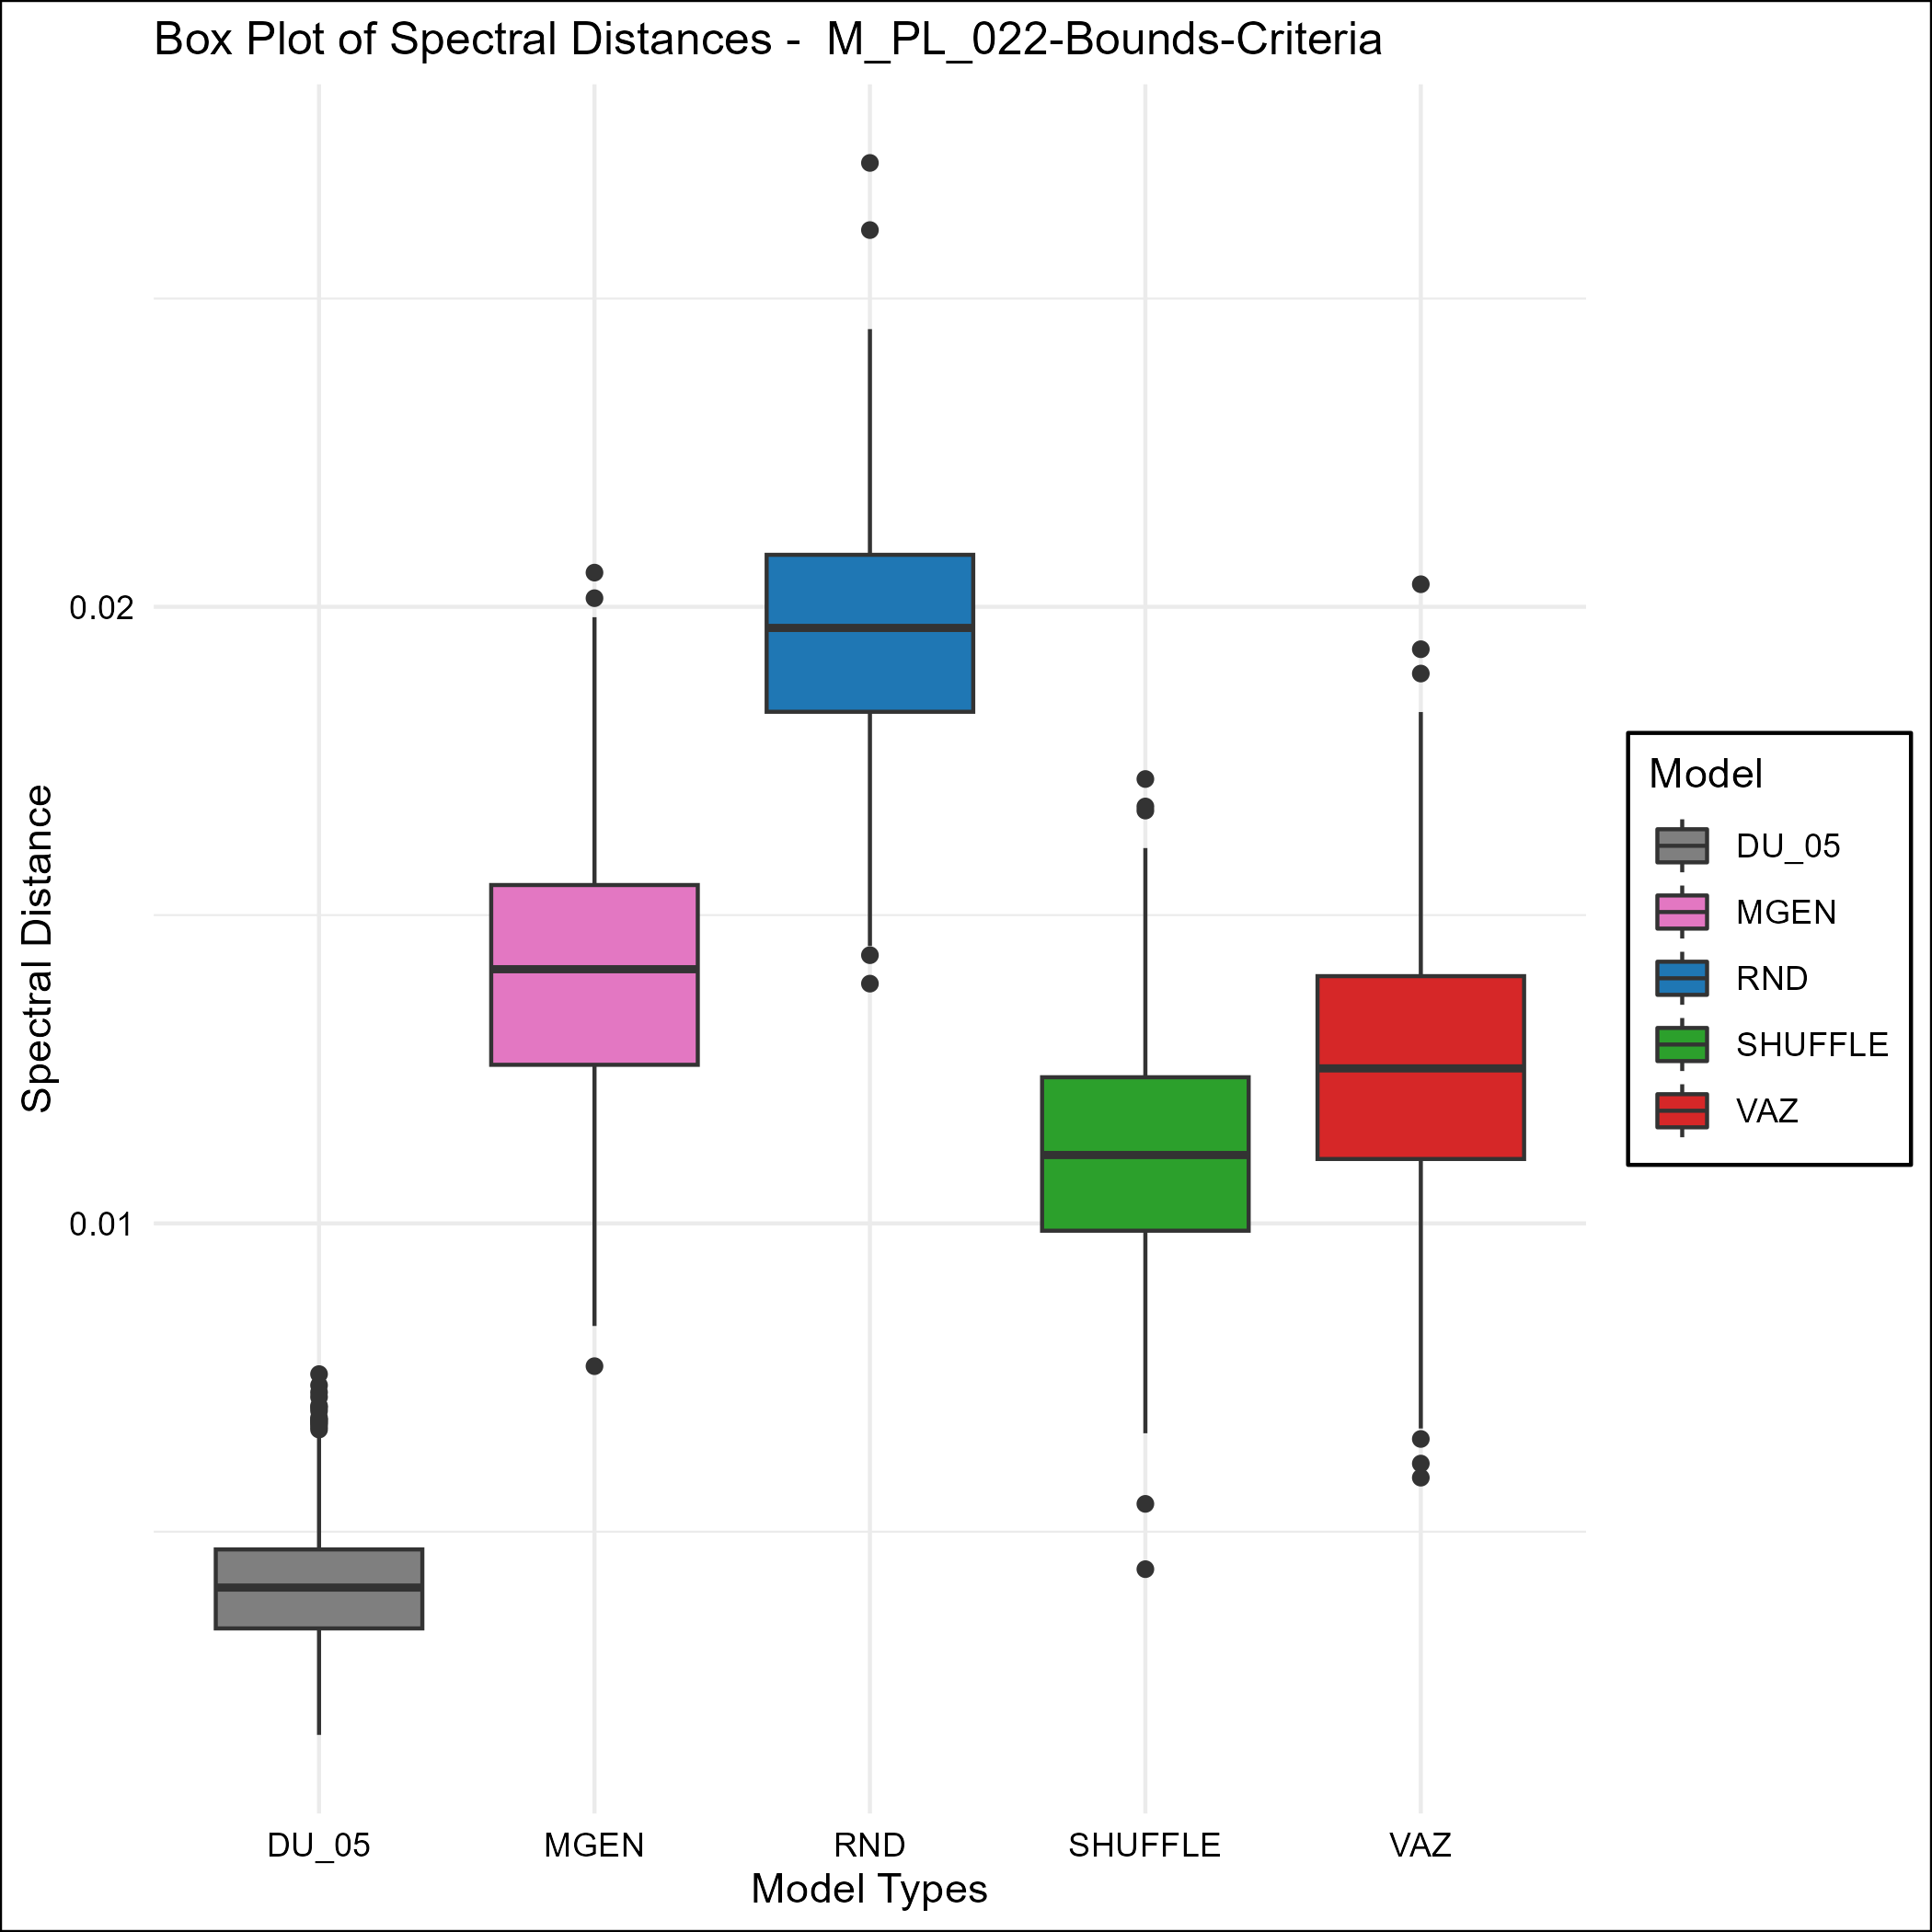 Box Plot of Spectral Distances -  M_PL_022-Bounds-Criteria
Spectral Distance
0.02
0.01
DU_05
MGEN
RND
SHUFFLE
VAZ
Model Types
Model
DU_05
MGEN
RND
SHUFFLE
VAZ